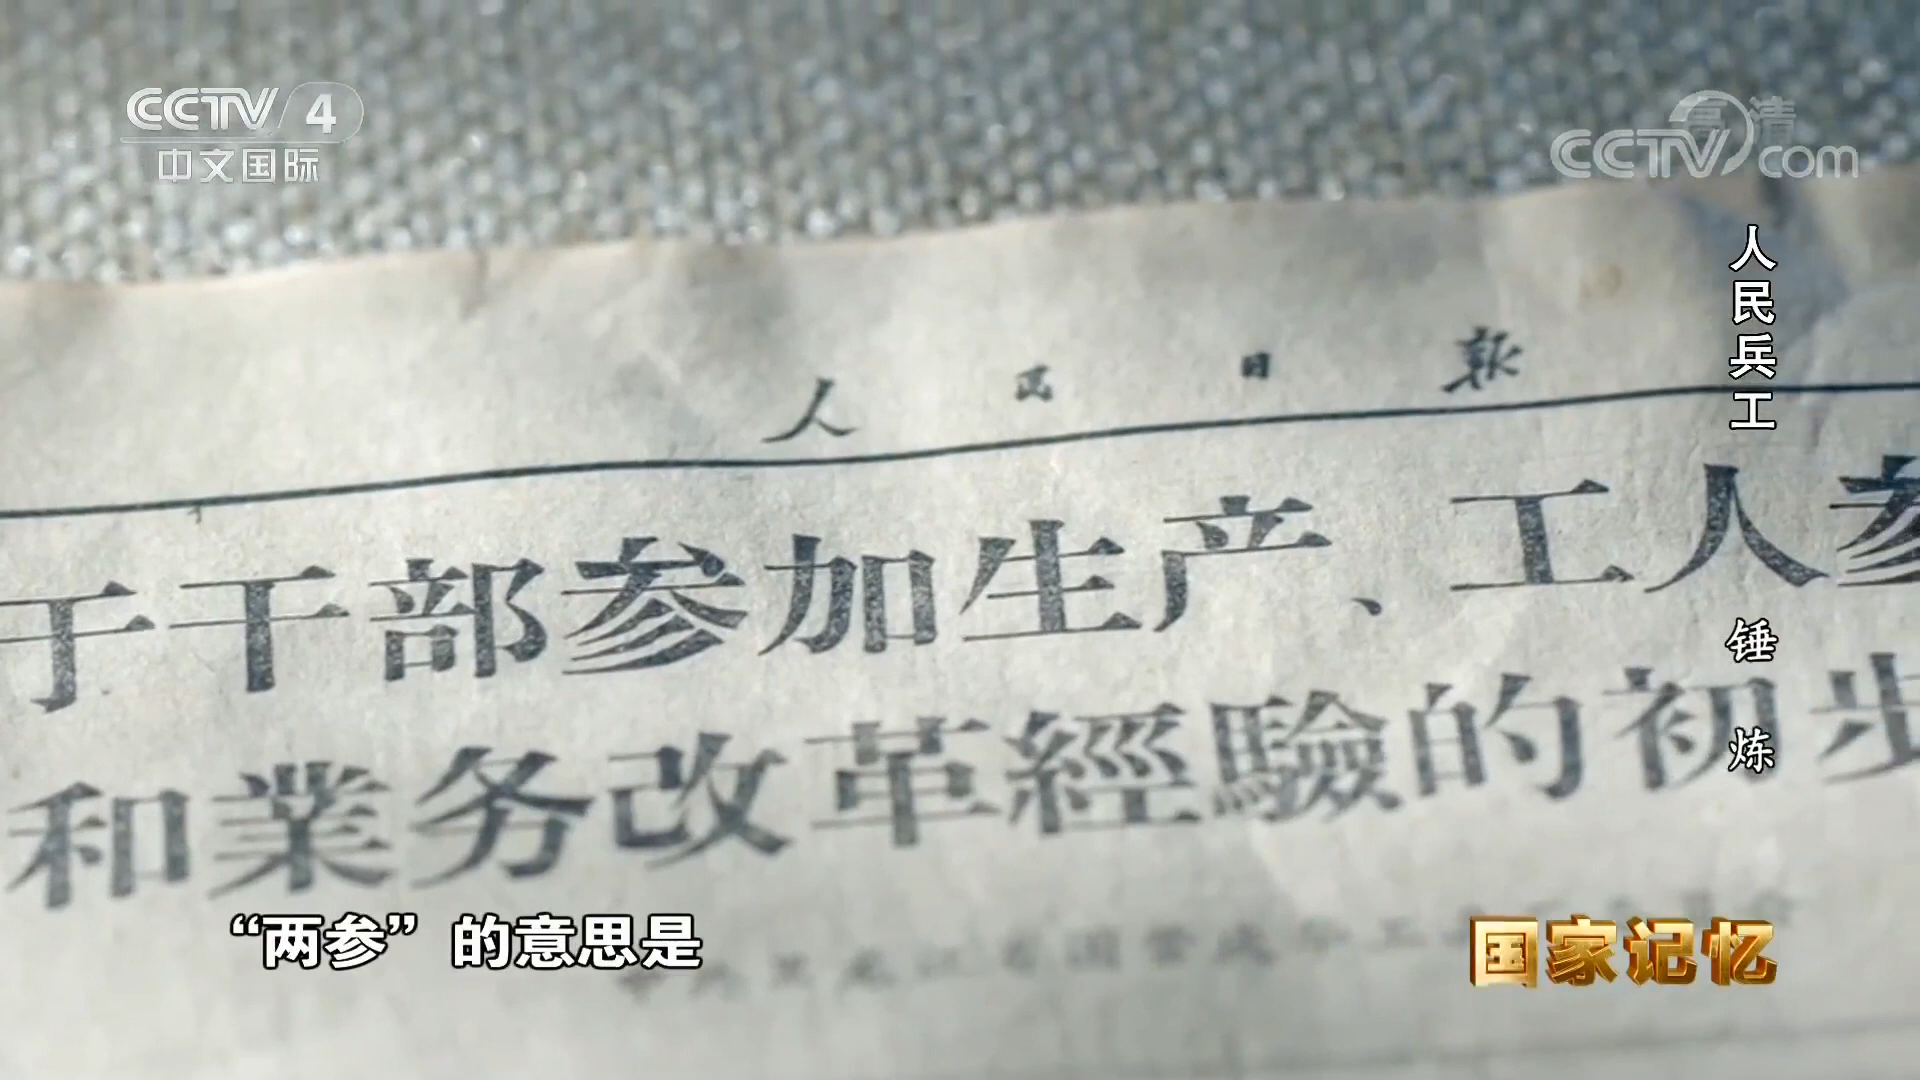 CCTV 4
中文国际
高清
CCTV com
人民兵工
锤炼
人民日報
于干部参加生产、工人参
和業务改革經驗的初步
“两参”的意思是
国家记忆